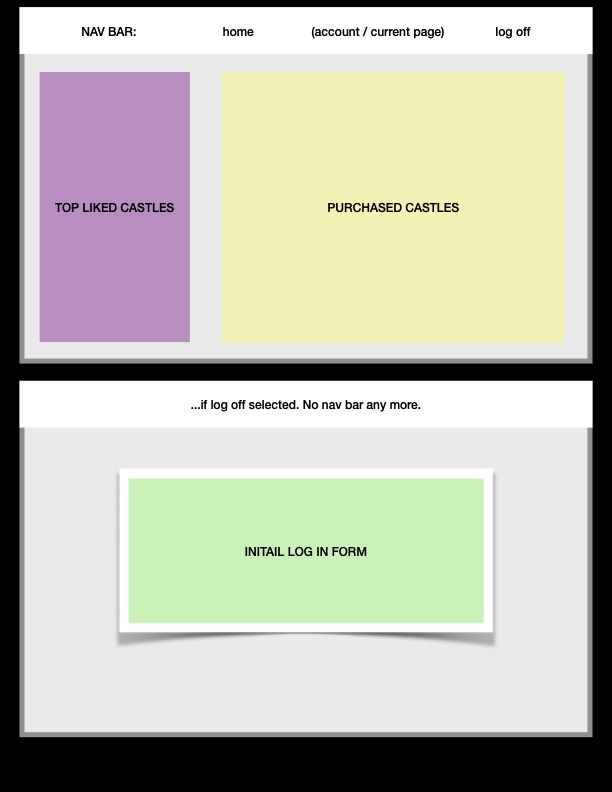 NAV BAR: home (account / current page) log off
TOP LIKED CASTLES
PURCHASED CASTLES
...if log off selected. No nav bar any more.
INITAIL LOG IN FORM